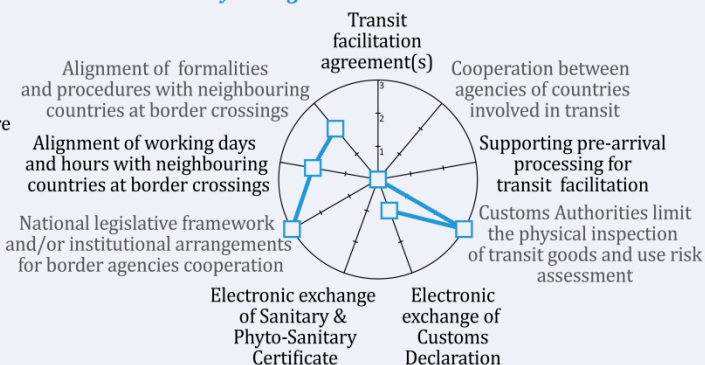 Transit
facilitation
agreement(s)
3
2
1
Cooperation between
agencies of countries
involved in transit
Supporting pre-arrival
processing for
transit facilitation
Customs Authorities limit
the physical inspection
of transit goods and use risk
assessment
Electronic
exchange of
Customs
Declaration
Electronic exchange
of Sanitary &
Phyto-Sanitary
Certificate
National legislative framework
and/or institutional arrangements
for border agencies cooperation
Alignment of working days
and hours with neighbouring
countries at border crossings
Alignment of formalities
and procedures with neighbouring
countries at border crossings